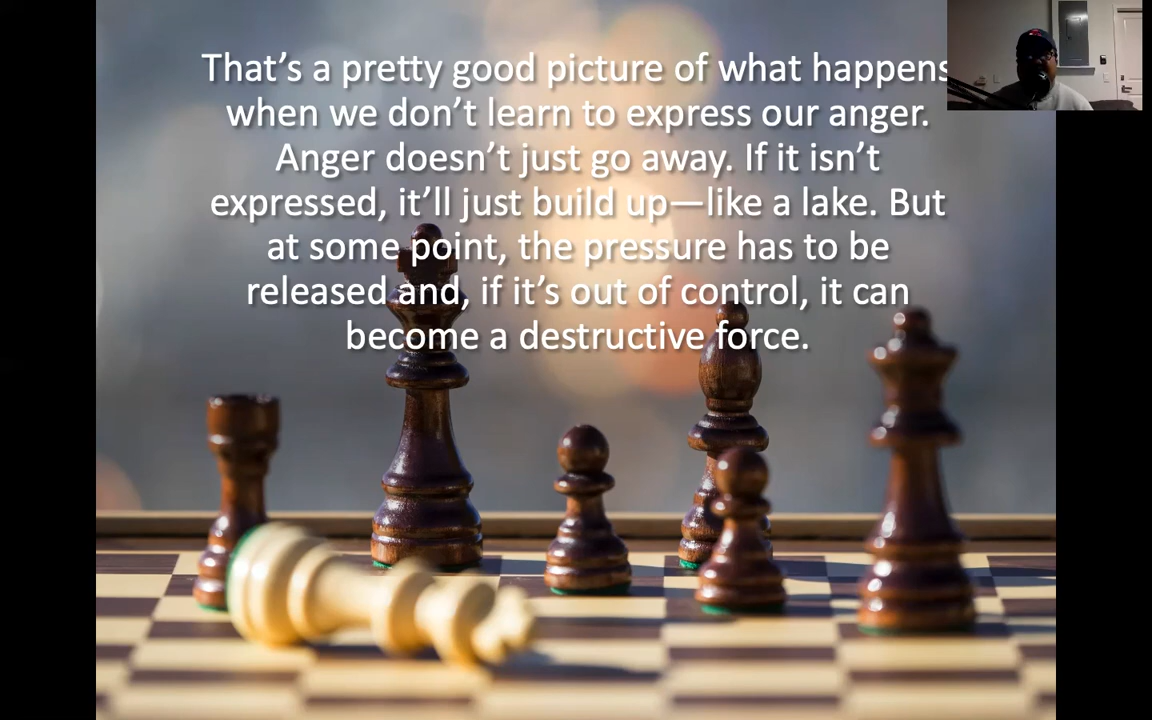 That’s a pretty good picture of what happens
when we don’t learn to express our anger.
Anger doesn’t just go away. If it isn’t
expressed, it’ll just build up—like a lake. But
at some point, the pressure has to be
released and, if it’s out of control, it can
become a destructive force.